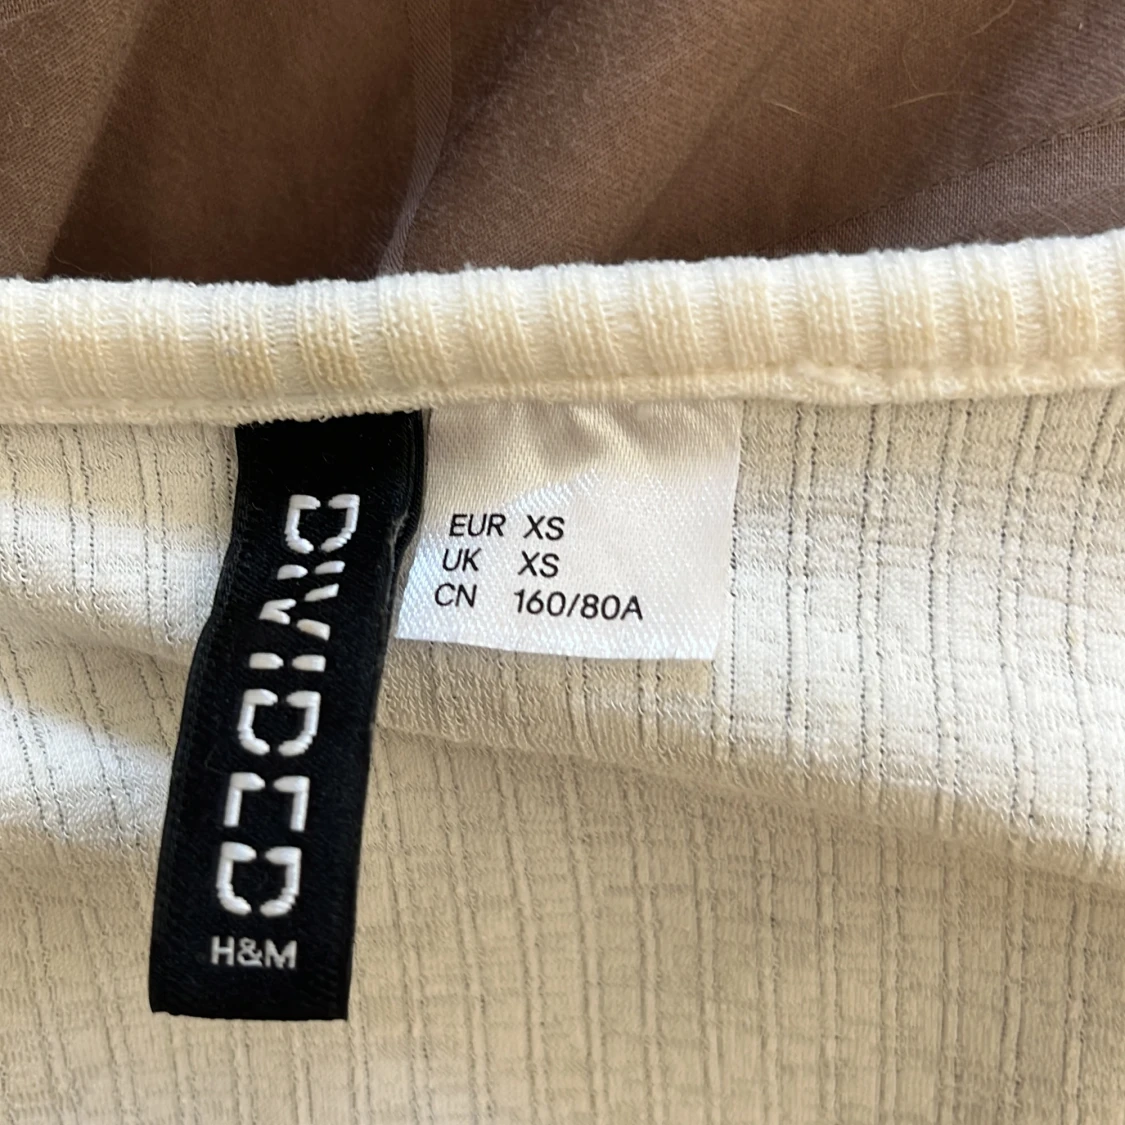 DIVIDED
H&M
EUR XS
UK XS
CN 160/80A